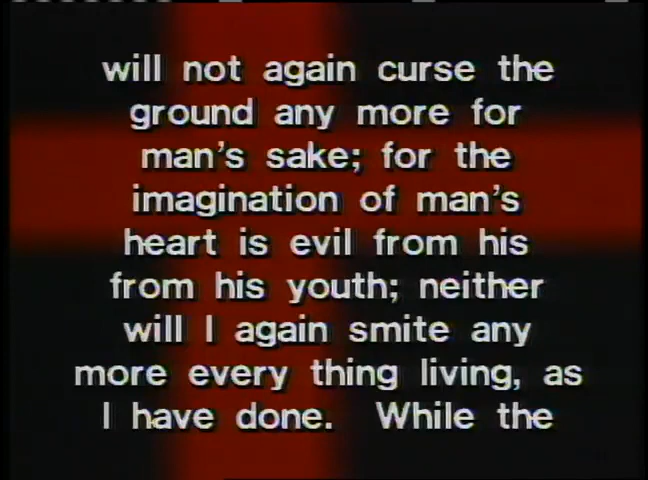 will not again curse the
ground any more for
man's sake; for the
imagination of man's
heart is evil from his
from his youth; neither
will I again smite any
more every thing living, as
I have done. While the